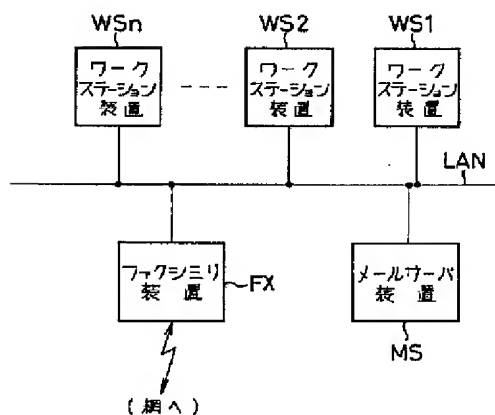 WSn WS2 WS1
ワーク ワーク ワーク
ステーション ステーション ステーション
装置 装置 装置
LAN
ファクシミリ メールサーバ
装置 装置
FX
MS
(網へ)